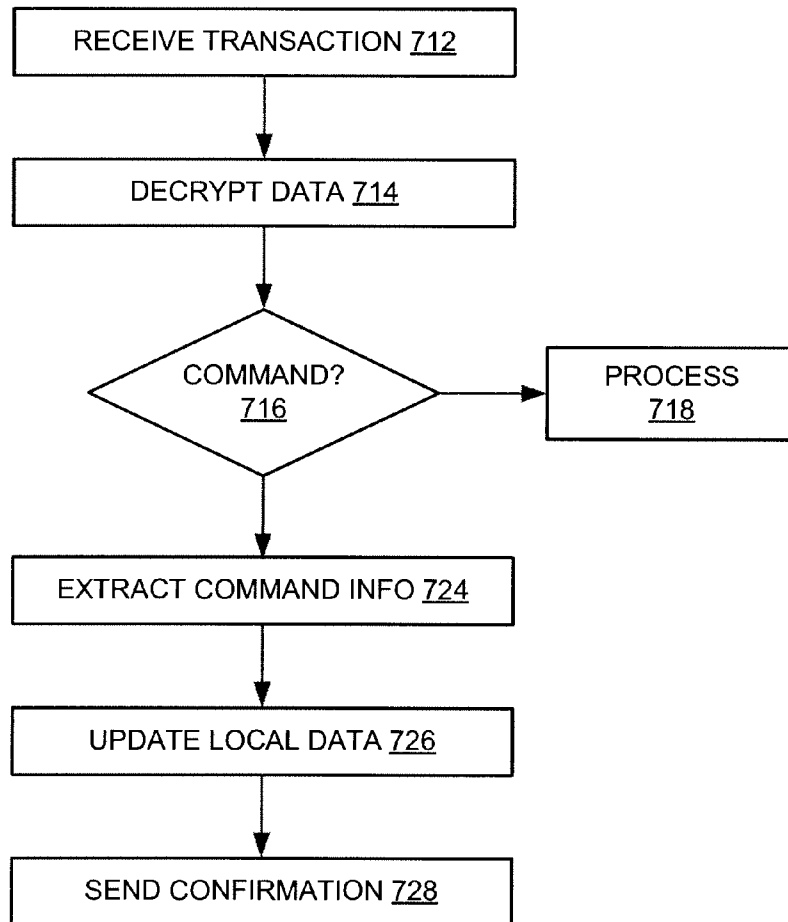 RECEIVE TRANSACTION 712
DECRYPT DATA 714
COMMAND?
716
PROCESS
718
EXTRACT COMMAND INFO 724
UPDATE LOCAL DATA 726
SEND CONFIRMATION 728